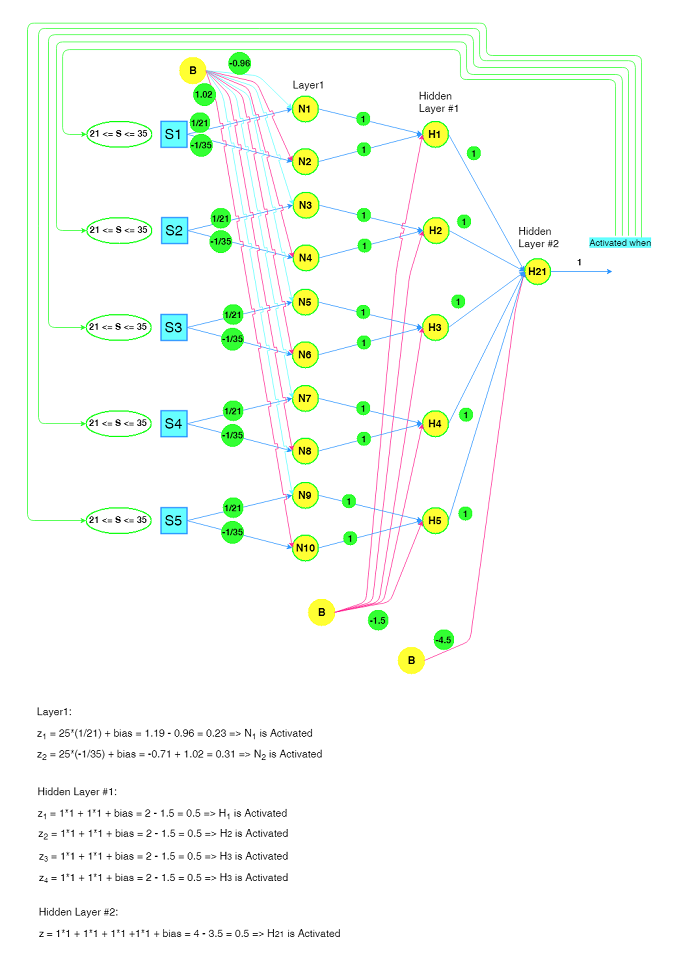 B
-0.96
1.02
Layer1
Hidden
Layer #1
N1
1
H1
21 <= S <= 35
S1
1/21
-1/35
N2
1
1
N3
1
21 <= S <= 35
S2
1/21
-1/35
H2
1
N4
1
Hidden
Layer #2
Activated when
H21
1
N5
1
1
21 <= S <= 35
S3
1/21
-1/35
H3
N6
1
N7
1
21 <= S <= 35
S4
1/21
-1/35
H4
1
N8
1
N9
1
21 <= S <= 35
S5
1/21
-1/35
H5
1
N10
1
B
-1.5
B
-4.5
Layer1:
z1 = 25*(1/21) + bias = 1.19 - 0.96 = 0.23 => N1 is Activated
z2 = 25*(-1/35) + bias = -0.71 + 1.02 = 0.31 => N2 is Activated
Hidden Layer #1:
z1 = 1*1 + 1*1 + bias = 2 - 1.5 = 0.5 => H1 is Activated
z2 = 1*1 + 1*1 + bias = 2 - 1.5 = 0.5 => H2 is Activated
z3 = 1*1 + 1*1 + bias = 2 - 1.5 = 0.5 => H3 is Activated
z4 = 1*1 + 1*1 + bias = 2 - 1.5 = 0.5 => H3 is Activated
Hidden Layer #2:
z = 1*1 + 1*1 + 1*1 +1*1 + bias = 4 - 3.5 = 0.5 => H21 is Activated